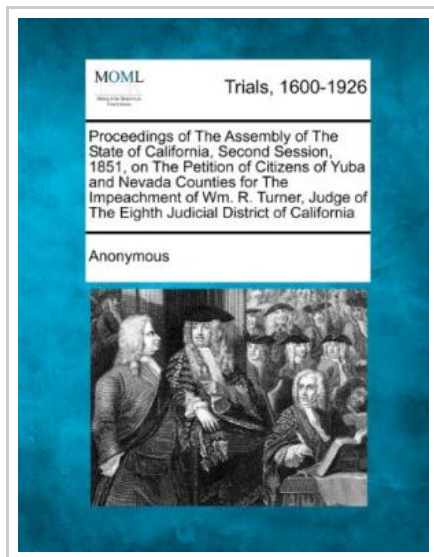 MOML
Trials, 1600-1926
Proceedings of The Assembly of The
State of California, Second Session,
1851, on The Petition of Citizens of Yuba
and Nevada Counties for The
Impeachment of Wm. R. Turner, Judge of
The Eighth Judicial District of California
Anonymous